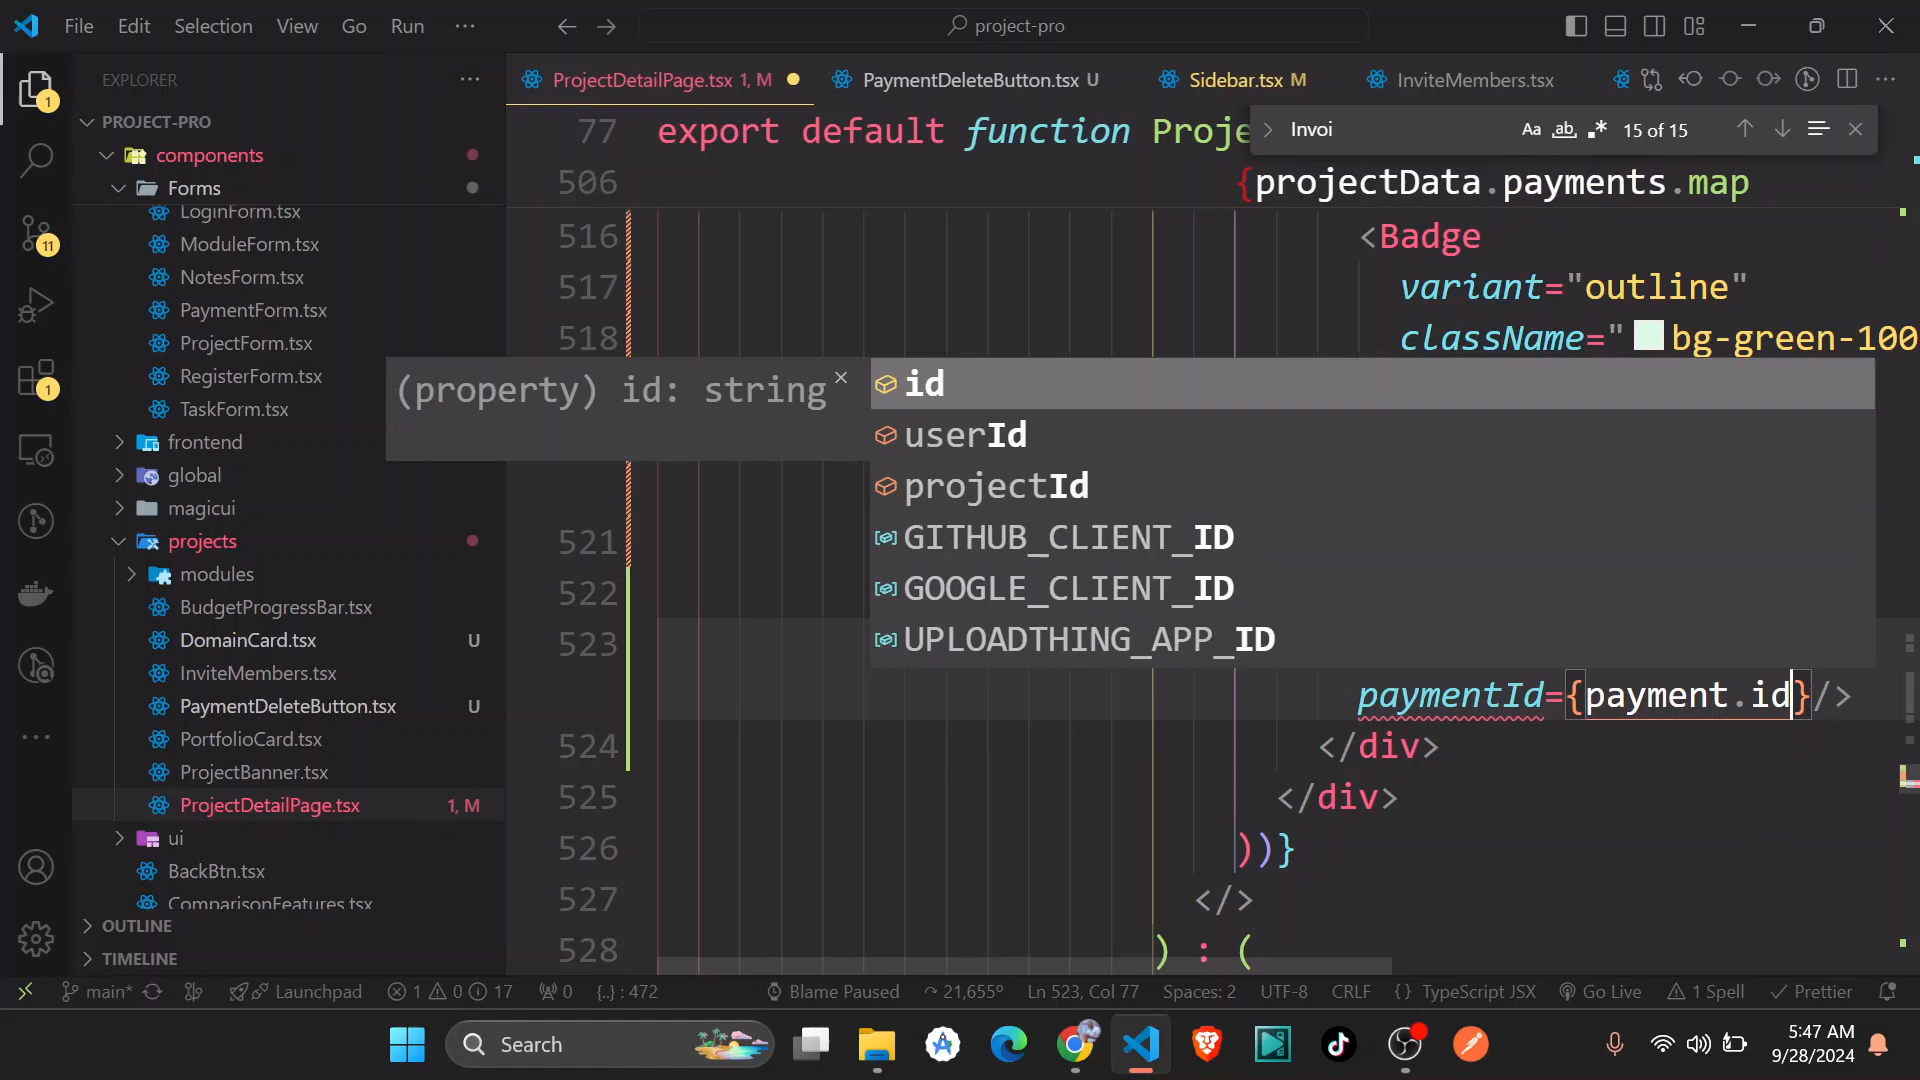 File Edit Selection View Go Run ···
project-pro
EXPLORER
PROJECT-PRO
components
Forms
LoginForm.tsx
ModuleForm.tsx
NotesForm.tsx
PaymentForm.tsx
ProjectForm.tsx
RegisterForm.tsx
TaskForm.tsx
frontend
global
magicui
projects
modules
BudgetProgressBar.tsx
DomainCard.tsx U
InviteMembers.tsx
PaymentDeleteButton.tsx U
PortfolioCard.tsx
ProjectBanner.tsx
ProjectDetailPage.tsx 1, M
ui
BackBtn.tsx
ComparisonFeatures.tsx
OUTLINE
TIMELINE
1
11
1
ProjectDetailPage.tsx 1, M PaymentDeleteButton.tsx U Sidebar.tsx M InviteMembers.tsx
Invoi Aa ab 15 of 15
77 export default function Proje
506 {projectData.payments.map
516 <Badge
517 variant="outline"
518 className="bg-green-100
(property) id: string
id
userId
projectId
GITHUB_CLIENT_ID
GOOGLE_CLIENT_ID
UPLOADTHING_APP_ID
521
522
523
paymentId={payment.id}/>
524 </div>
525 </div>
526 ))}
527 </>
528 ) : (
main* Launchpad 1 0 17 0 {..} : 472 Blame Paused 21,655º Ln 523, Col 77 Spaces: 2 UTF-8 CRLF {} TypeScript JSX Go Live 1 Spell Prettier
Search
5:47 AM
9/28/2024